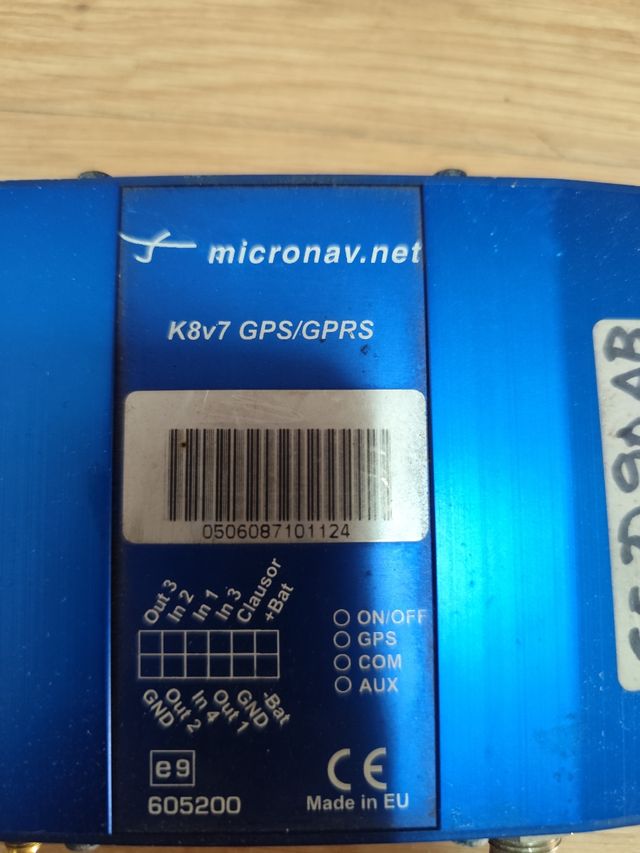 micronav.net
K8v7 GPS/GPRS
0506087101124
Out 3 In 2 In 1 In 3 Clausor +Bat
GND Out 2 In 4 Out 1 GND -Bat
ON/OFF
GPS
COM
AUX
e9
605200
CE
Made in EU